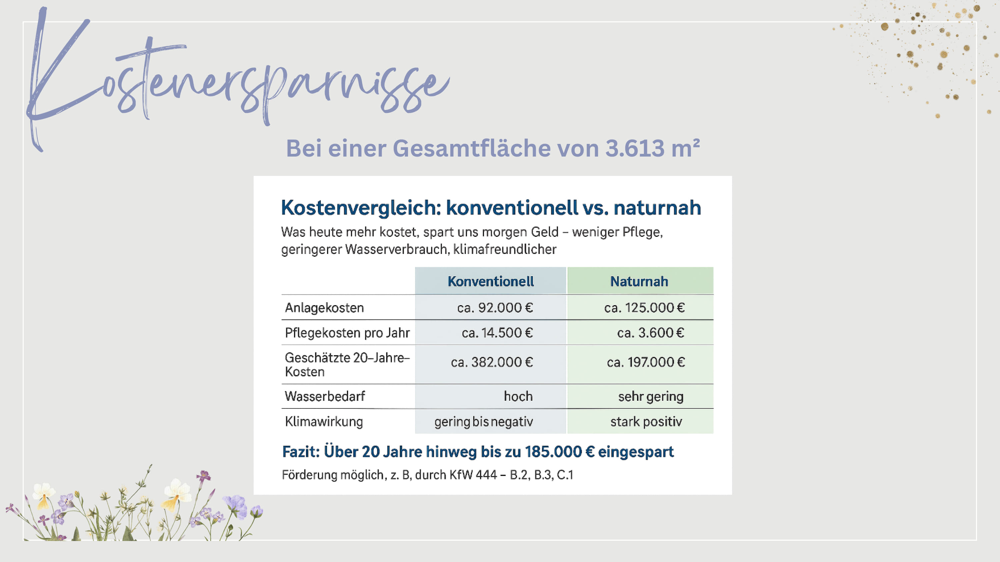 Kostenersparnisse
Bei einer Gesamtfläche von 3.613 m²
Kostenvergleich: konventionell vs. naturnah
Was heute mehr kostet, spart uns morgen Geld – weniger Pflege,
geringerer Wasserverbrauch, klimafreundlicher
Konventionell Naturnah
Anlagekosten ca. 92.000 € ca. 125.000 €
Pflegekosten pro Jahr ca. 14.500 € ca. 3.600 €
Geschätzte 20–Jahre–
Kosten ca. 382.000 € ca. 197.000 €
Wasserbedarf hoch sehr gering
Klimawirkung gering bis negativ stark positiv
Fazit: Über 20 Jahre hinweg bis zu 185.000 € eingespart
Förderung möglich, z. B, durch KfW 444 – B.2, B.3, C.1